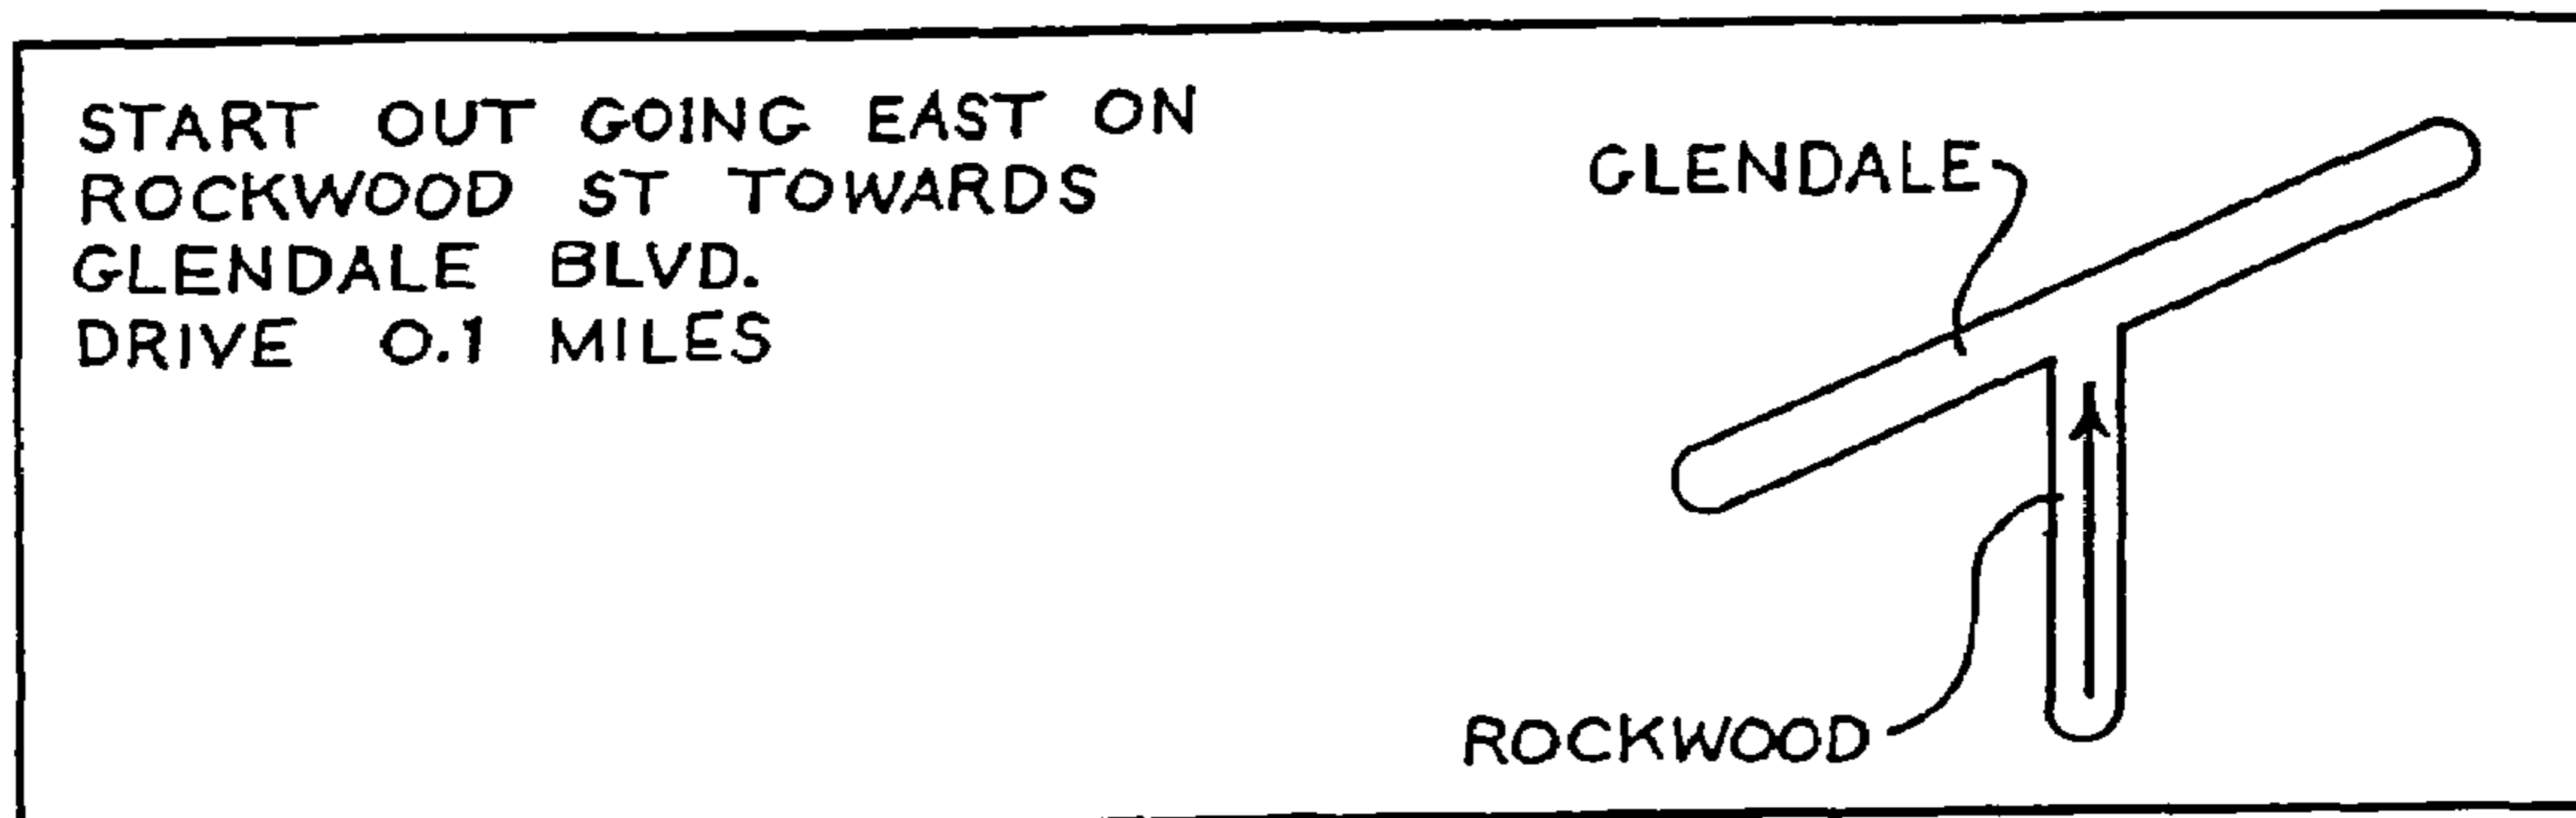 START OUT GOING EAST ON
ROCKWOOD ST TOWARDS
GLENDALE BLVD.
DRIVE 0.1 MILES
GLENDALE
ROCKWOOD